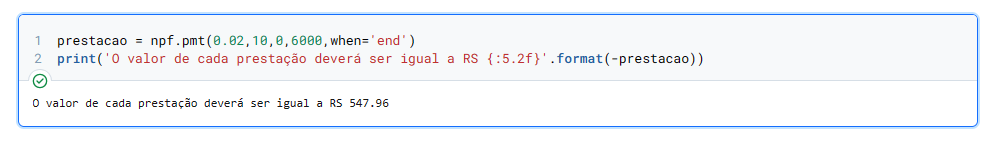 1 prestacao = npf.pmt(0.02,10,0,6000,when='end')
2 print('O valor de cada prestação deverá ser igual a RS {:5.2f}'.format(-prestacao))
O valor de cada prestação deverá ser igual a RS 547.96